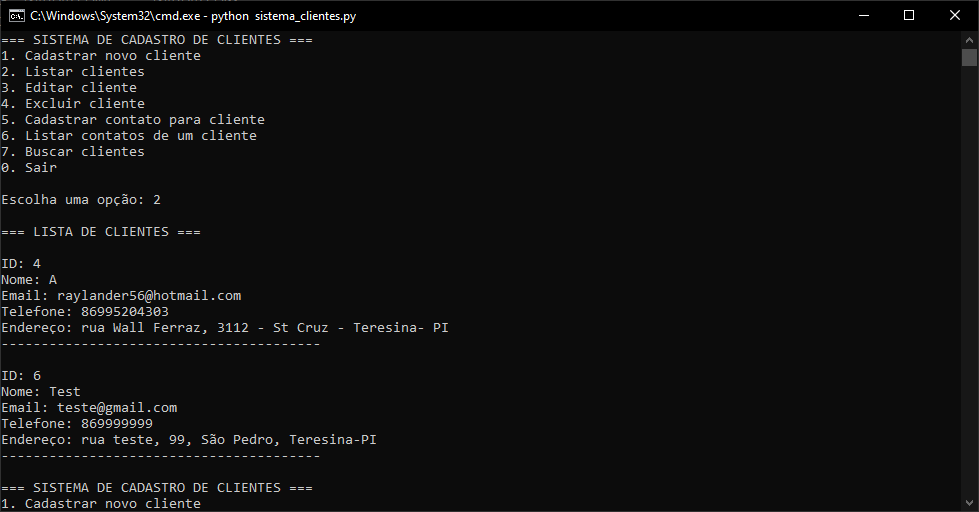 C:\Windows\System32\cmd.exe - python  sistema_clientes.py
=== SISTEMA DE CADASTRO DE CLIENTES ===
1. Cadastrar novo cliente
2. Listar clientes
3. Editar cliente
4. Excluir cliente
5. Cadastrar contato para cliente
6. Listar contatos de um cliente
7. Buscar clientes
0. Sair
Escolha uma opção: 2
=== LISTA DE CLIENTES ===
ID: 4
Nome: A
Email: raylander56@hotmail.com
Telefone: 86995204303
Endereço: rua Wall Ferraz, 3112 - St Cruz - Teresina- PI
----------------------------------------
ID: 6
Nome: Test
Email: teste@gmail.com
Telefone: 869999999
Endereço: rua teste, 99, São Pedro, Teresina-PI
----------------------------------------
=== SISTEMA DE CADASTRO DE CLIENTES ===
1. Cadastrar novo cliente